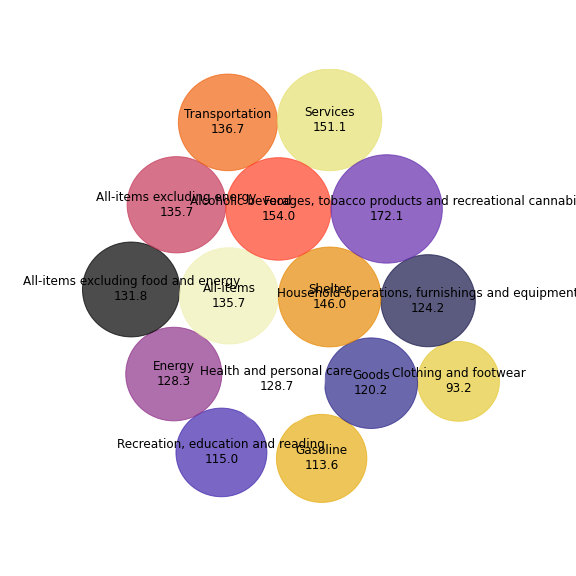 Transportation
136.7
Services
151.1
All-items excluding energy
135.7
Food
154.0
Alcoholic beverages, tobacco products and recreational cannabi
172.1
All-items excluding food and energy
131.8
All-items
135.7
Shelter
146.0
Household operations, furnishings and equipment
124.2
Energy
128.3
Health and personal care
128.7
Goods
120.2
Clothing and footwear
93.2
Recreation, education and reading
115.0
Gasoline
113.6